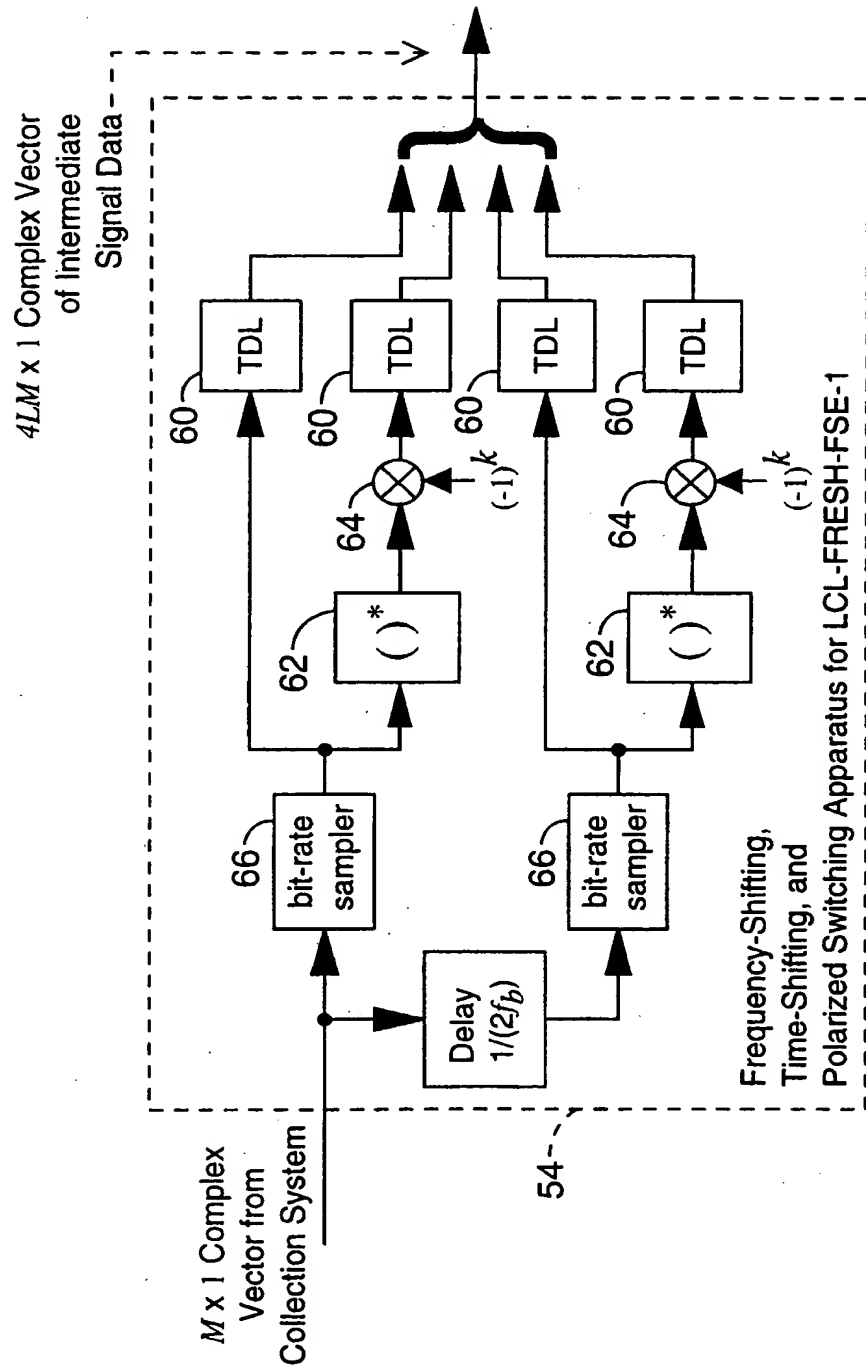 4LM x 1 Complex Vector
of Intermediate
Signal Data
M x 1 Complex
Vector from
Collection System
54
66
bit-rate
sampler
62
( )*
64
(-1)^k
60
TDL
60
TDL
Delay
1/(2f_b)
66
bit-rate
sampler
62
( )*
64
(-1)^k
60
TDL
60
TDL
Frequency-Shifting,
Time-Shifting, and
Polarized Switching Apparatus for LCL-FRESH-FSE-1